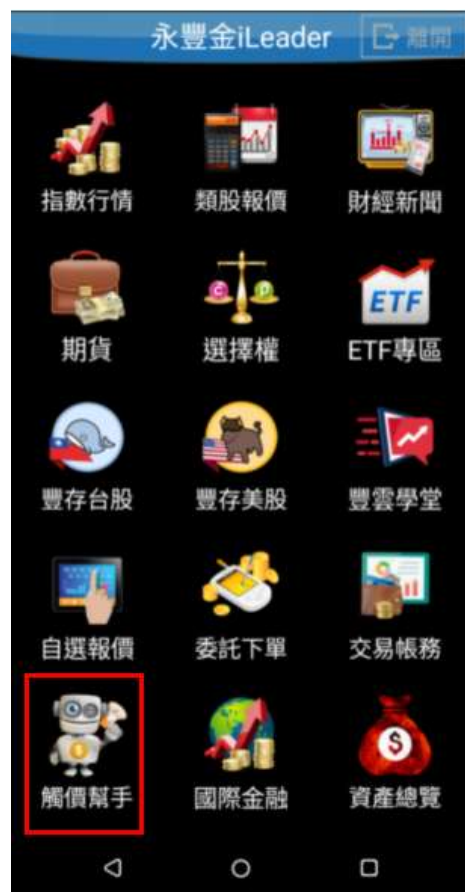 永豐金iLeader 離開
指數行情 類股報價 財經新聞
ETF
期貨 選擇權 ETF專區
豐存台股 豐存美股 豐雲學堂
自選報價 委託下單 交易帳務
$
觸價幫手 國際金融 資產總覽